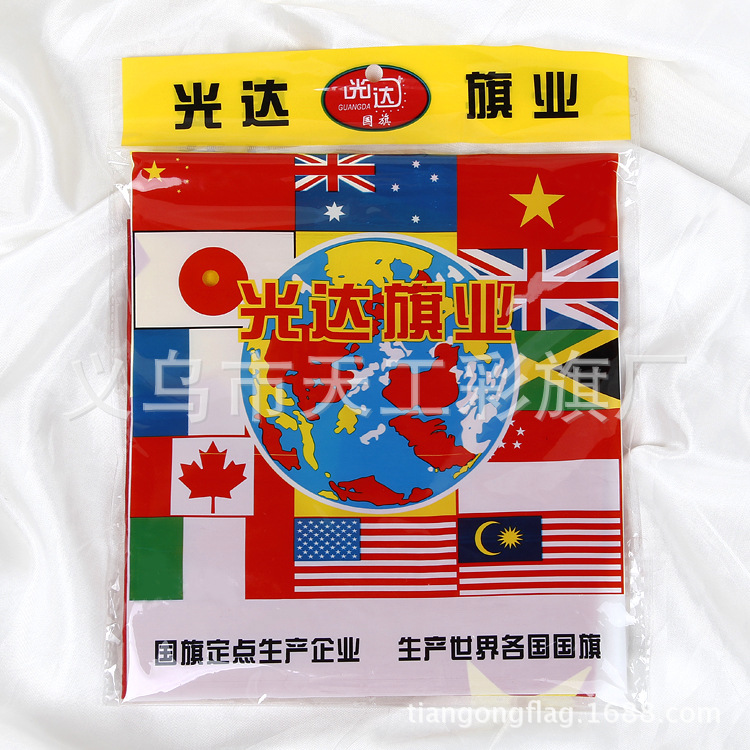 光达
光达
GUANGDA
国旗
旗业
光达旗业
义乌市天工彩旗厂
国旗定点生产企业 生产世界各国国旗
tiangongflag.1688.com